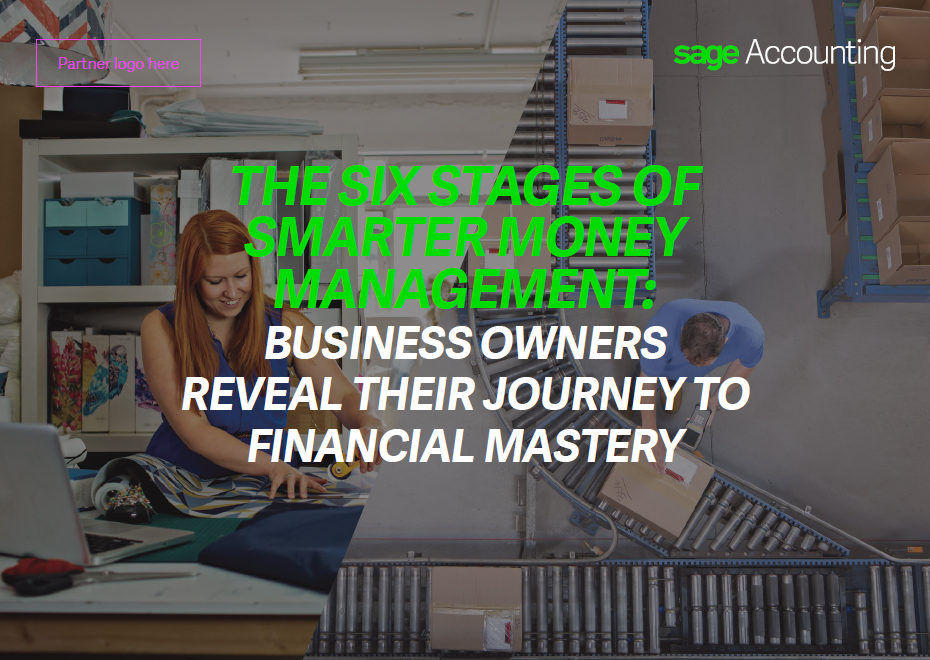 Partner logo here
sage Accounting
THE SIX STAGES OF
SMARTER MONEY
MANAGEMENT:
BUSINESS OWNERS
REVEAL THEIR JOURNEY TO
FINANCIAL MASTERY